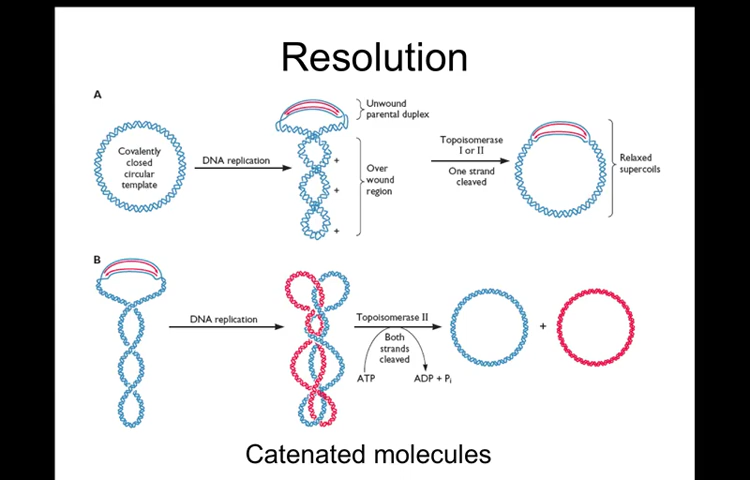 Resolution
A
Covalently
closed
circular
template
DNA replication
Unwound
parental duplex
+
+
+
Over
wound
region
Topoisomerase
I or II
One strand
cleaved
Relaxed
supercoils
B
DNA replication
Topoisomerase II
Both
strands
cleaved
ATP
ADP + Pi
+
Catenated molecules